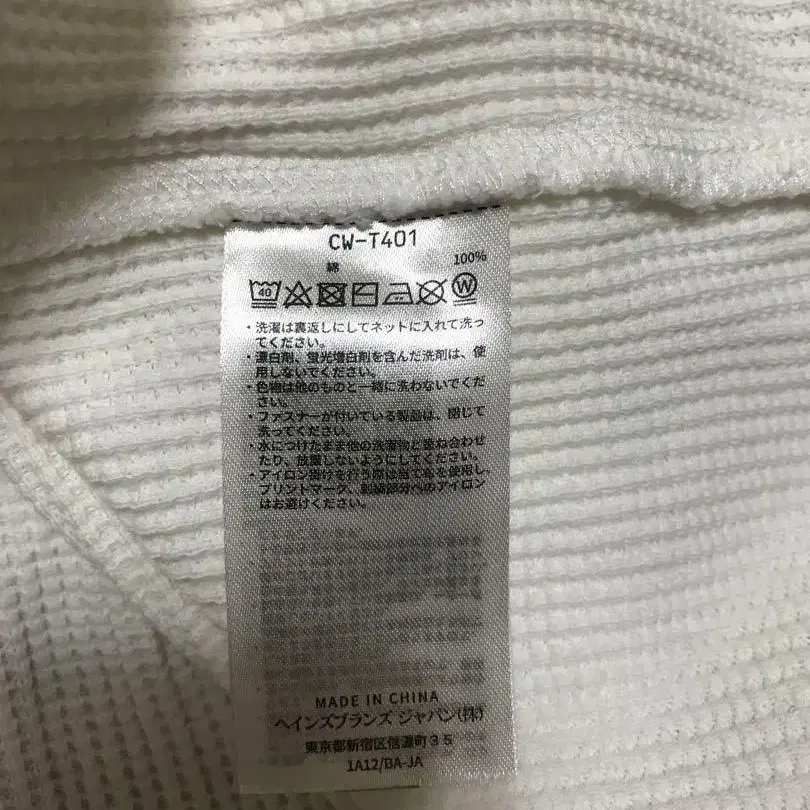 CW-T401
綿 100%
40 W
・洗濯は裏返しにしてネットに入れて洗っ
てください。
・漂白剤、蛍光増白剤を含んだ洗剤は、使
用しないでください。
・色物は他のものと一緒に洗わないでくだ
さい。
・ファスナーが付いている製品は、閉じて
洗ってください。
・水につけたまま他の洗濯物と重ね合わせ
たり、放置しないようにしてください。
・アイロン掛けを行う際は当て布を使用し、
プリントマーク、刺繍部分へのアイロン
はお避けください。
MADE IN CHINA
ヘインズブランズ ジャパン(株)
東京都新宿区信濃町35
1A12/BA-JA